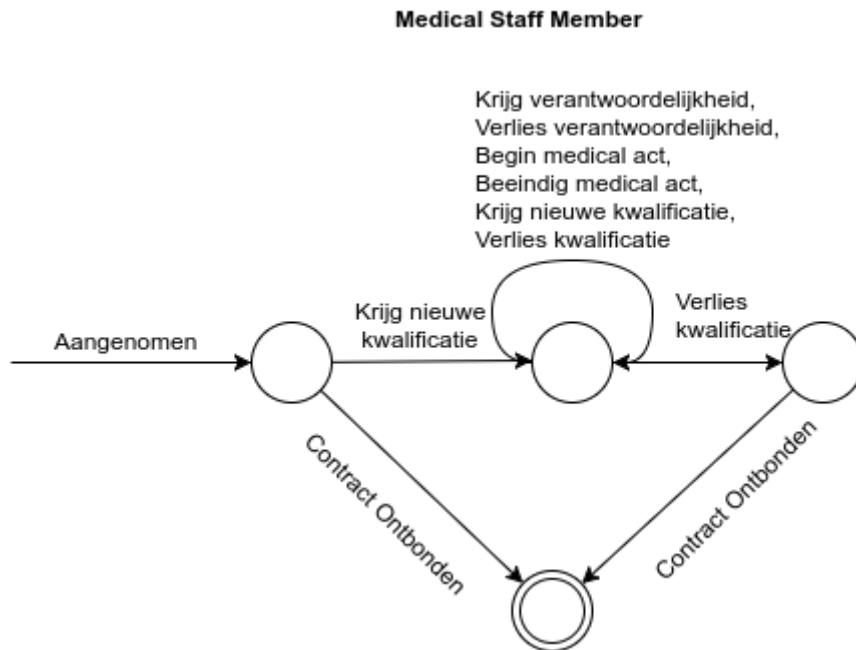 Medical Staff Member
Krijg verantwoordelijkheid,
Verlies verantwoordelijkheid,
Begin medical act,
Beeindig medical act,
Krijg nieuwe kwalificatie,
Verlies kwalificatie
Aangenomen
Krijg nieuwe
kwalificatie
Verlies
kwalificatie
Contract Ontbonden
Contract Ontbonden